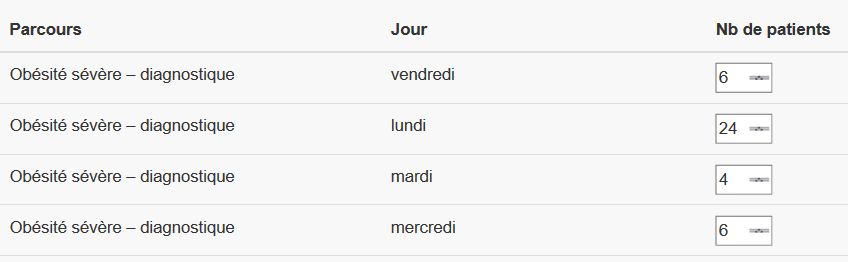 Parcours Jour Nb de patients
Obésité sévère – diagnostique vendredi 6
Obésité sévère – diagnostique lundi 24
Obésité sévère – diagnostique mardi 4
Obésité sévère – diagnostique mercredi 6